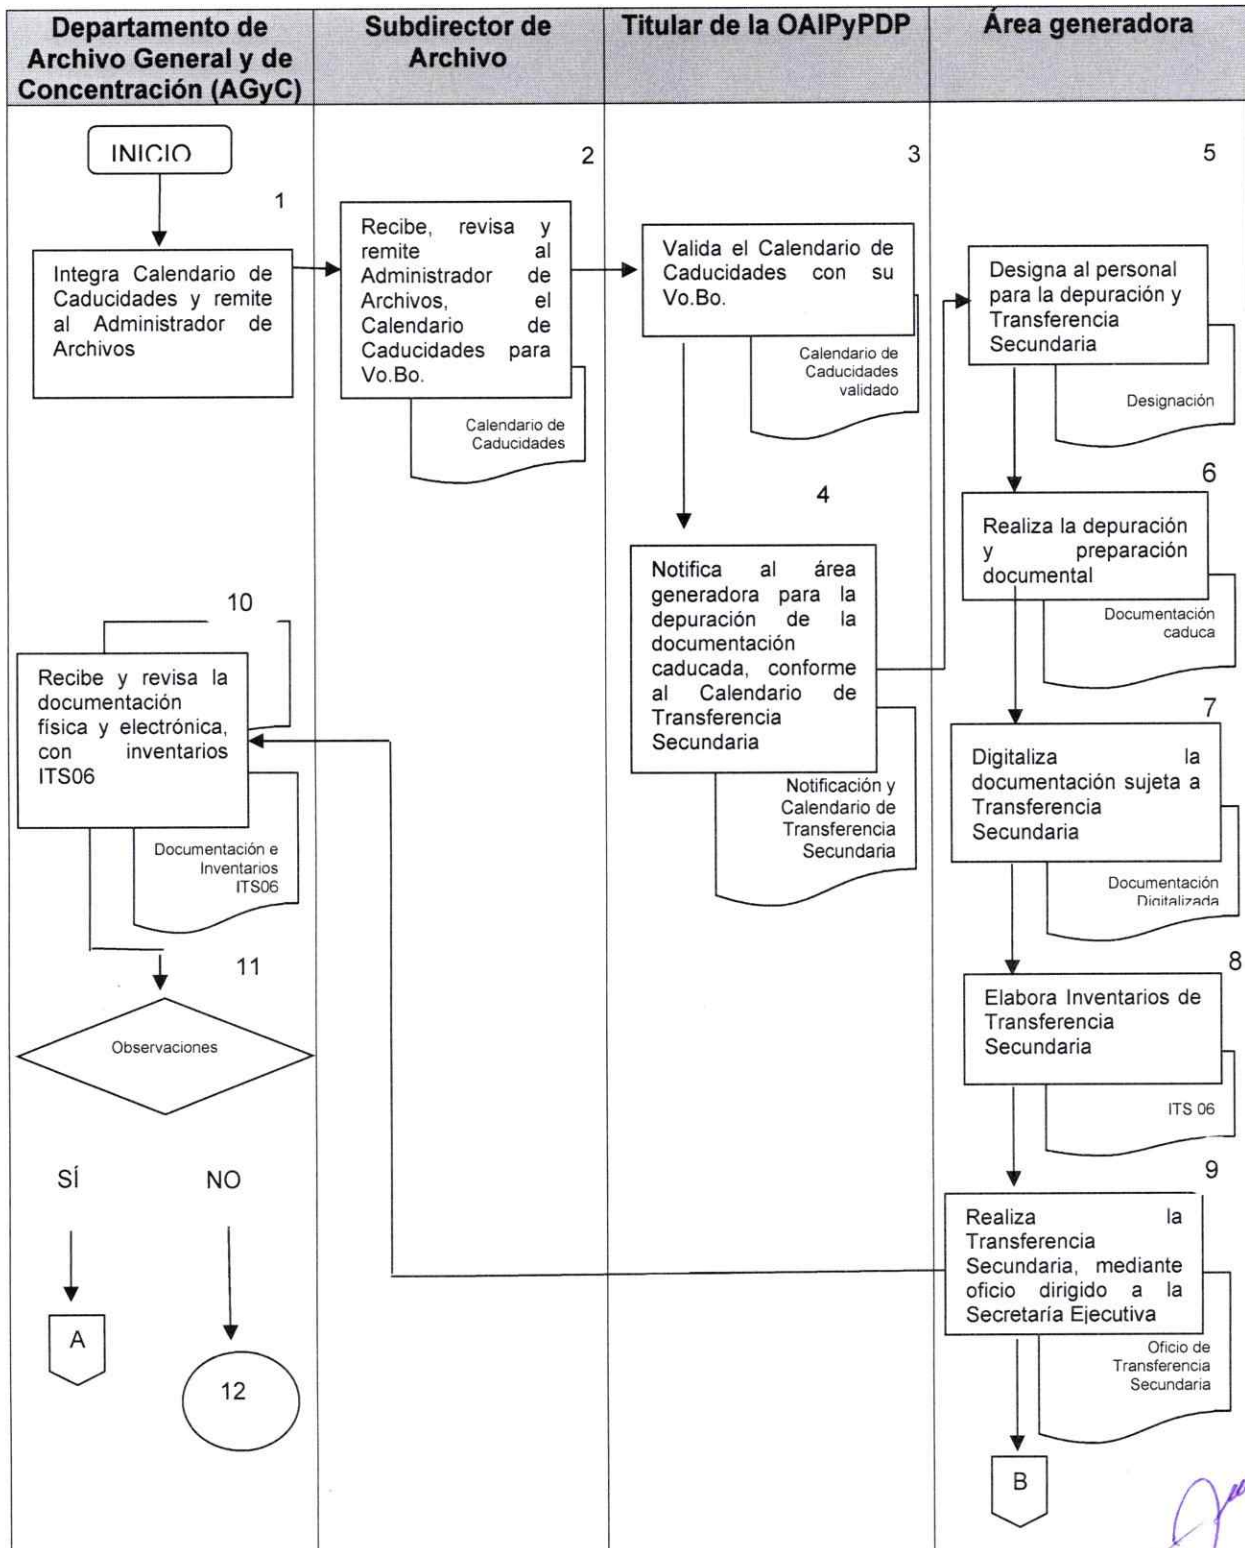 Departamento de
Archivo General y de
Concentración (AGyC)
Subdirector de
Archivo
Titular de la OAIPyPDP
Área generadora
INICIO
1
Integra Calendario de
Caducidades y remite
al Administrador de
Archivos
2
Recibe, revisa y
remite al
Administrador de
Archivos, el
Calendario de
Caducidades para
Vo.Bo.
Calendario de
Caducidades
3
Valida el Calendario de
Caducidades con su
Vo.Bo.
Calendario de
Caducidades
validado
4
Notifica al área
generadora para la
depuración de la
documentación
caducada, conforme
al Calendario de
Transferencia
Secundaria
Notificación y
Calendario de
Transferencia
Secundaria
5
Designa al personal
para la depuración y
Transferencia
Secundaria
Designación
6
Realiza la depuración
y preparación
documental
Documentación
caduca
7
Digitaliza la
documentación sujeta a
Transferencia
Secundaria
Documentación
Digitalizada
8
Elabora Inventarios de
Transferencia
Secundaria
ITS 06
9
Realiza la
Transferencia
Secundaria, mediante
oficio dirigido a la
Secretaría Ejecutiva
Oficio de
Transferencia
Secundaria
B
10
Recibe y revisa la
documentación
física y electrónica,
con inventarios
ITS06
Documentación e
Inventarios
ITS06
11
Observaciones
SÍ
NO
A
12